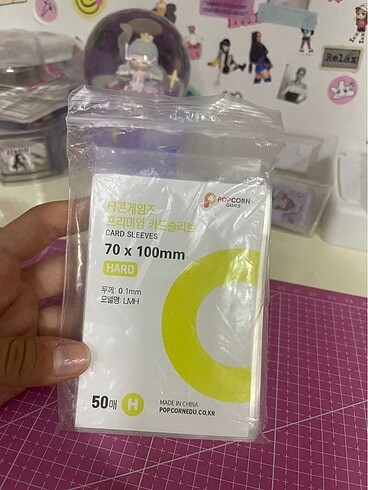 Relax
POPCORN
GAMES
팝콘게임즈
프리미엄 카드슬리브
CARD SLEEVES
70 x 100mm
HARD
두께: 0.1mm
모델명: LMH
50매
H
MADE IN CHINA
POPCORNEDU.CO.KR